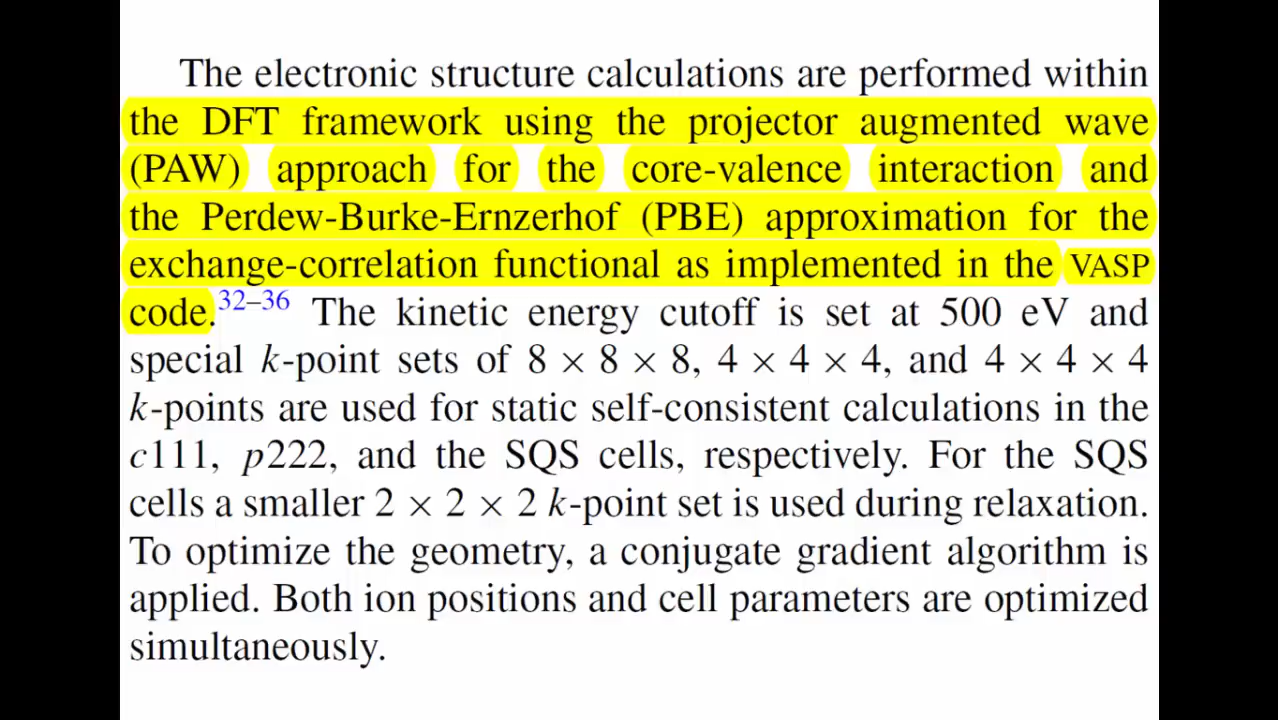 The electronic structure calculations are performed within
the DFT framework using the projector augmented wave
(PAW) approach for the core-valence interaction and
the Perdew-Burke-Ernzerhof (PBE) approximation for the
exchange-correlation functional as implemented in the VASP
code.32–36 The kinetic energy cutoff is set at 500 eV and
special k-point sets of 8 × 8 × 8, 4 × 4 × 4, and 4 × 4 × 4
k-points are used for static self-consistent calculations in the
c111, p222, and the SQS cells, respectively. For the SQS
cells a smaller 2 × 2 × 2 k-point set is used during relaxation.
To optimize the geometry, a conjugate gradient algorithm is
applied. Both ion positions and cell parameters are optimized
simultaneously.